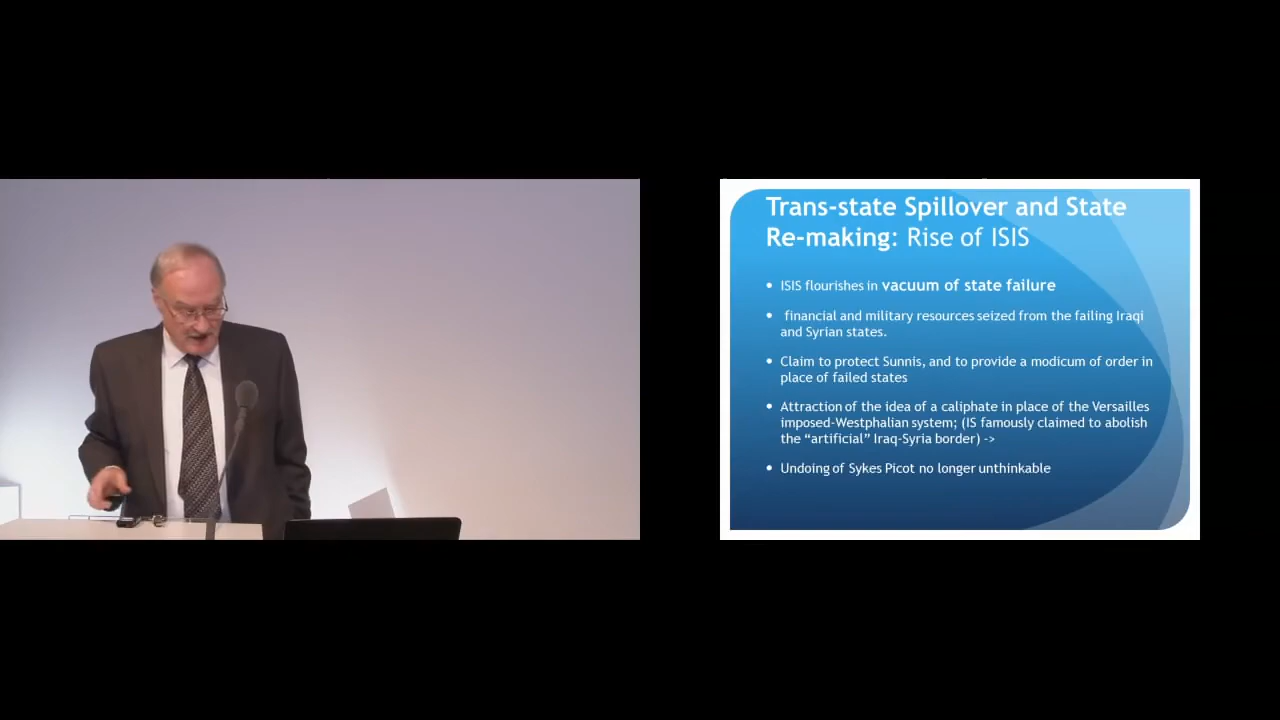 Trans-state Spillover and State
Re-making: Rise of ISIS
• ISIS flourishes in vacuum of state failure
• financial and military resources seized from the failing Iraqi
and Syrian states.
• Claim to protect Sunnis, and to provide a modicum of order in
place of failed states
• Attraction of the idea of a caliphate in place of the Versailles
imposed-Westphalian system; (IS famously claimed to abolish
the “artificial” Iraq-Syria border) ->
• Undoing of Sykes Picot no longer unthinkable